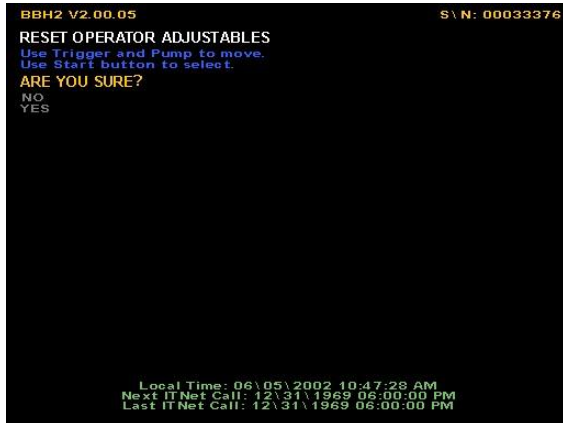 BBH2 V2.00.05 S\N: 00033376
RESET OPERATOR ADJUSTABLES
Use Trigger and Pump to move.
Use Start button to select.
ARE YOU SURE?
NO
YES
Local Time: 06\05\2002 10:47:28 AM
Next ITNet Call: 12\31\1969 06:00:00 PM
Last ITNet Call: 12\31\1969 06:00:00 PM